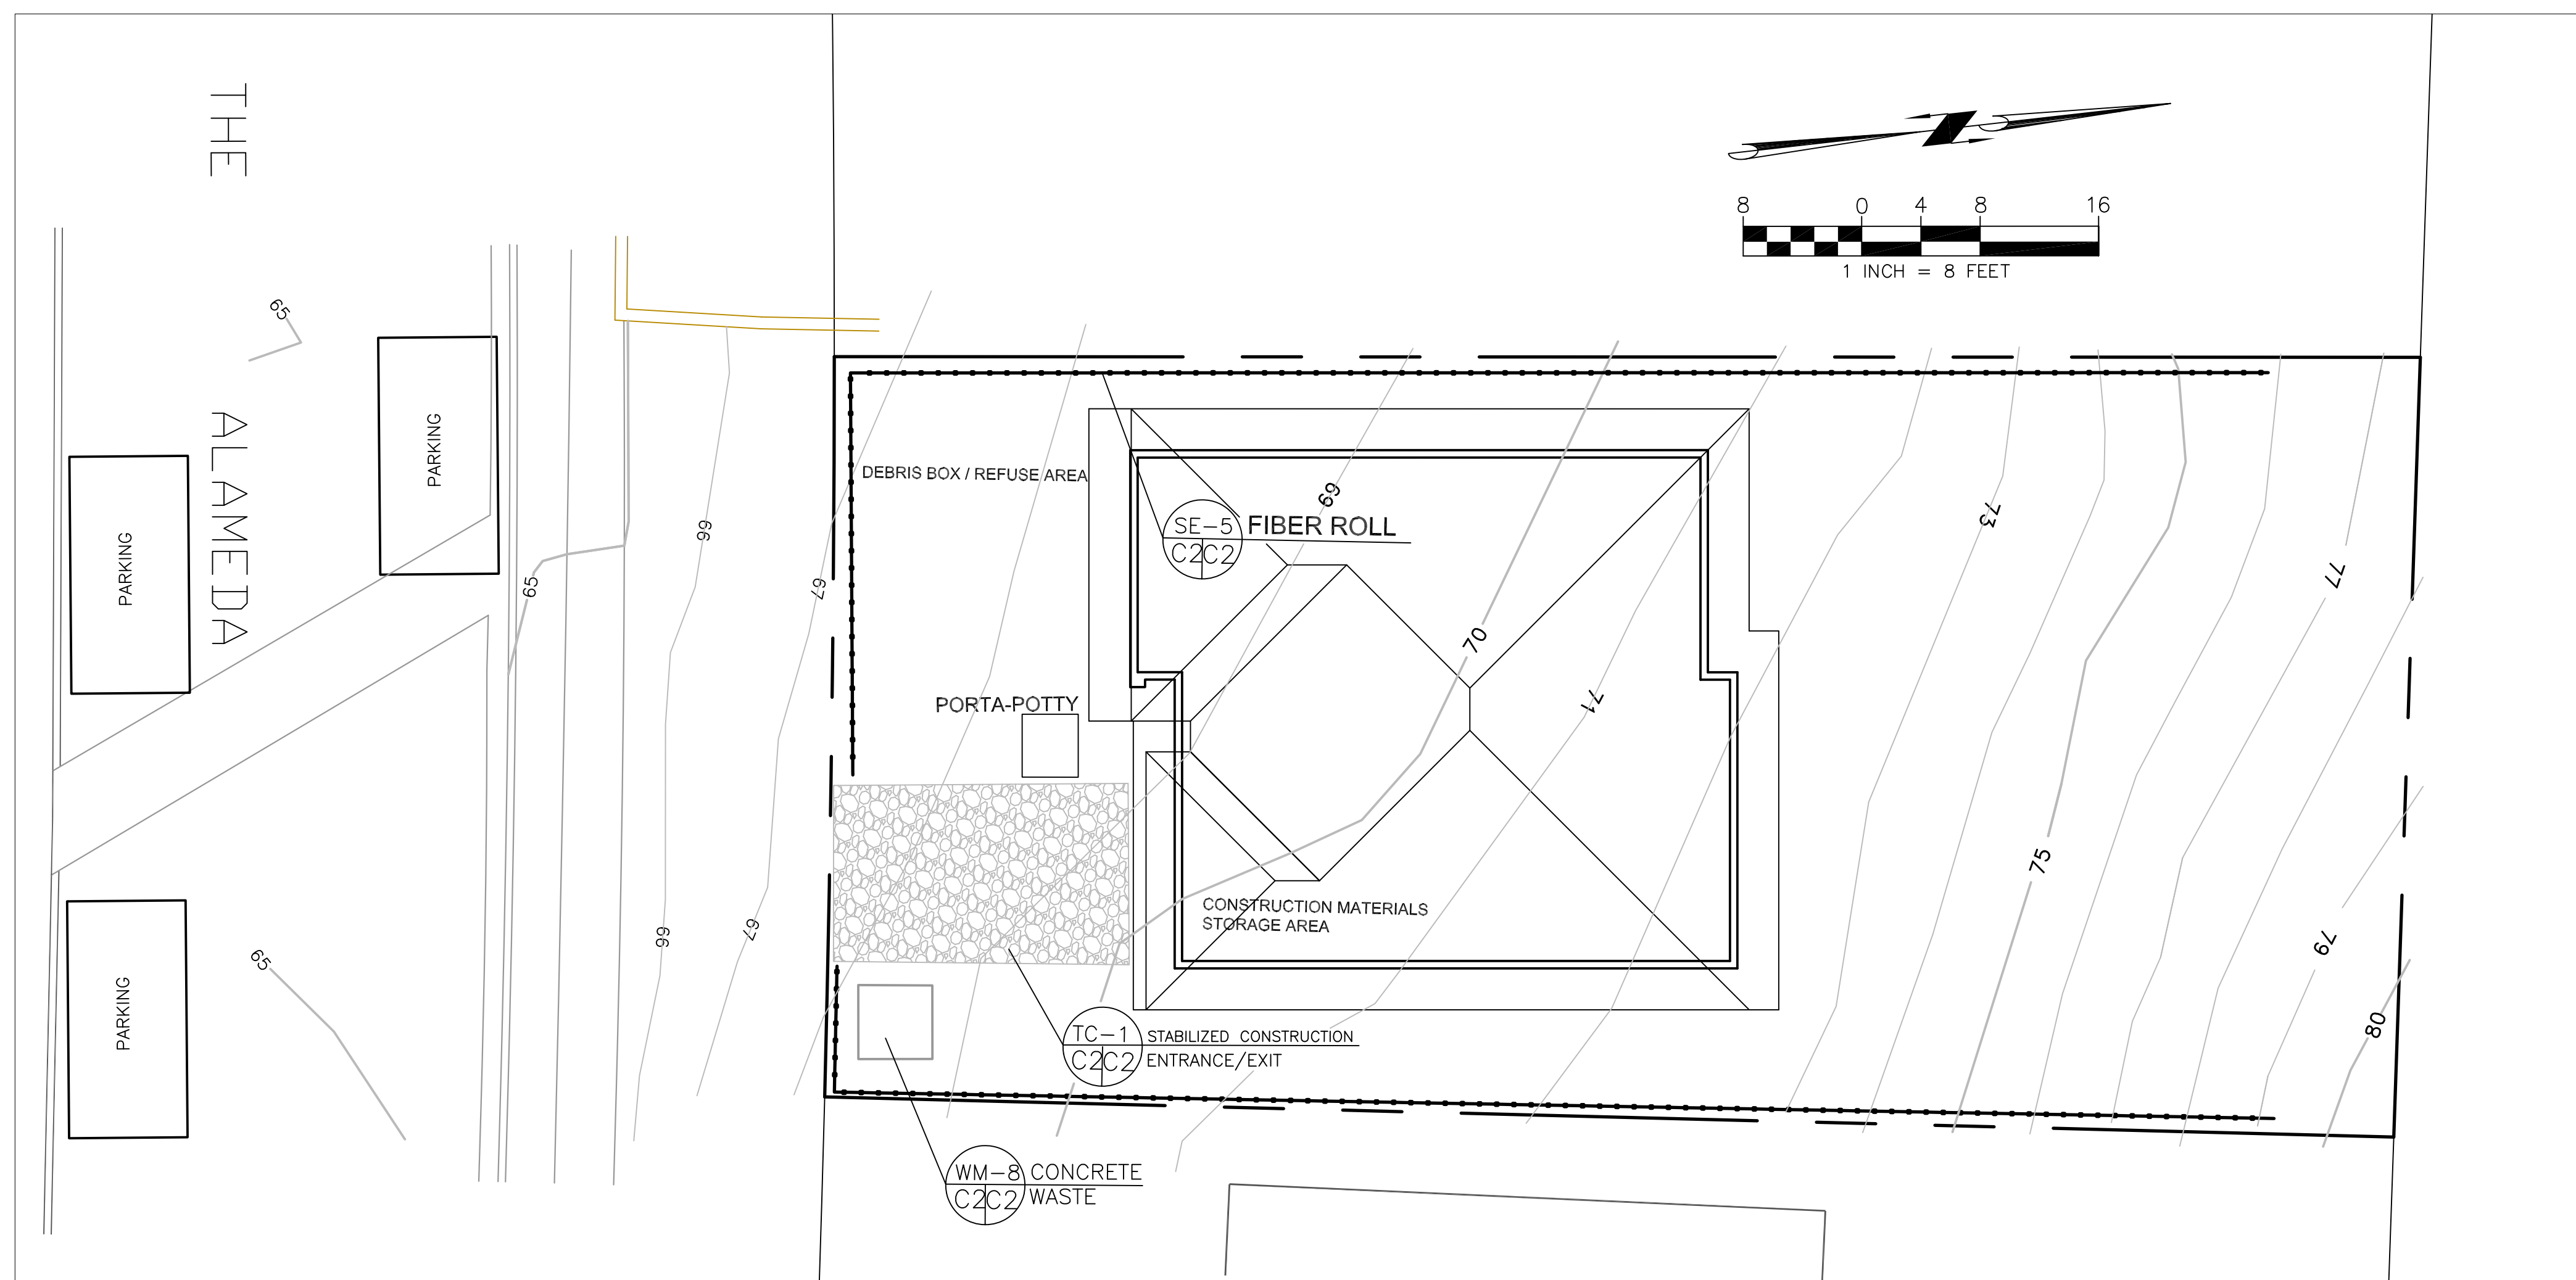 THE ALAMEDA
8 0 4 8 16
1 INCH = 8 FEET
65
PARKING
PARKING
DEBRIS BOX / REFUSE AREA
69
SE-5 FIBER ROLL
C2 C2
73
66
65
67
77
70
71
PORTA-POTTY
75
CONSTRUCTION MATERIALS
STORAGE AREA
65
66
67
79
PARKING
80
TC-1 STABILIZED CONSTRUCTION
C2 C2 ENTRANCE/EXIT
WM-8 CONCRETE
C2 C2 WASTE